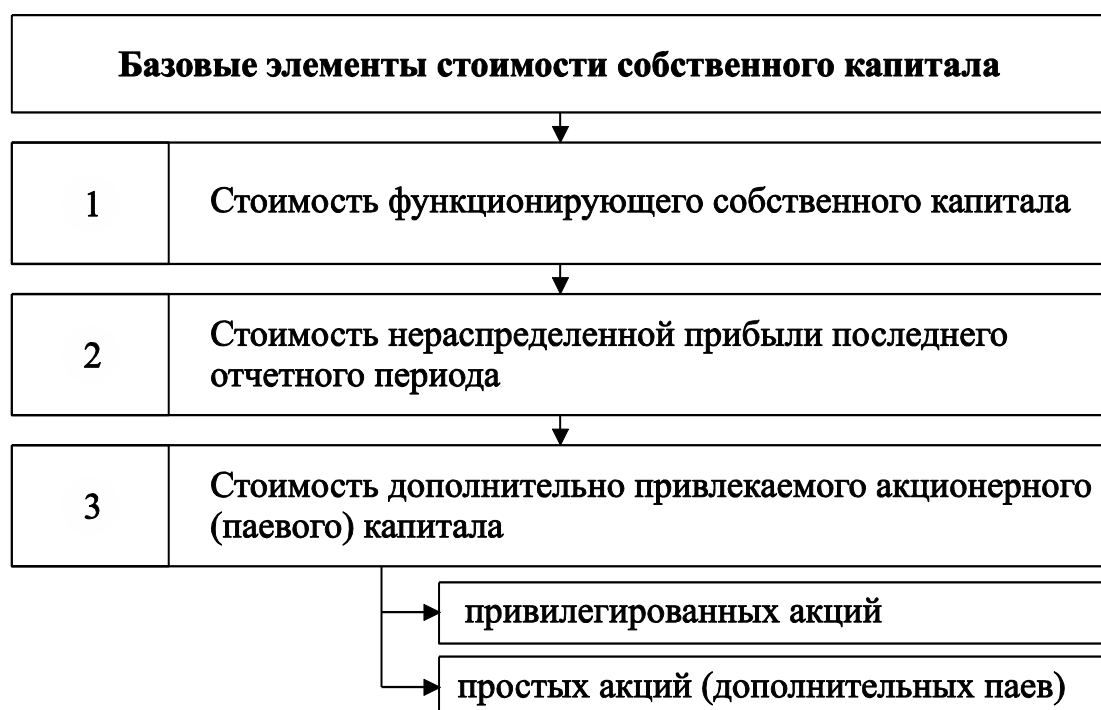 Базовые элементы стоимости собственного капитала
1
Стоимость функционирующего собственного капитала
2
Стоимость нераспределенной прибыли последнего
отчетного периода
3
Стоимость дополнительно привлекаемого акционерного
(паевого) капитала
привилегированных акций
простых акций (дополнительных паев)